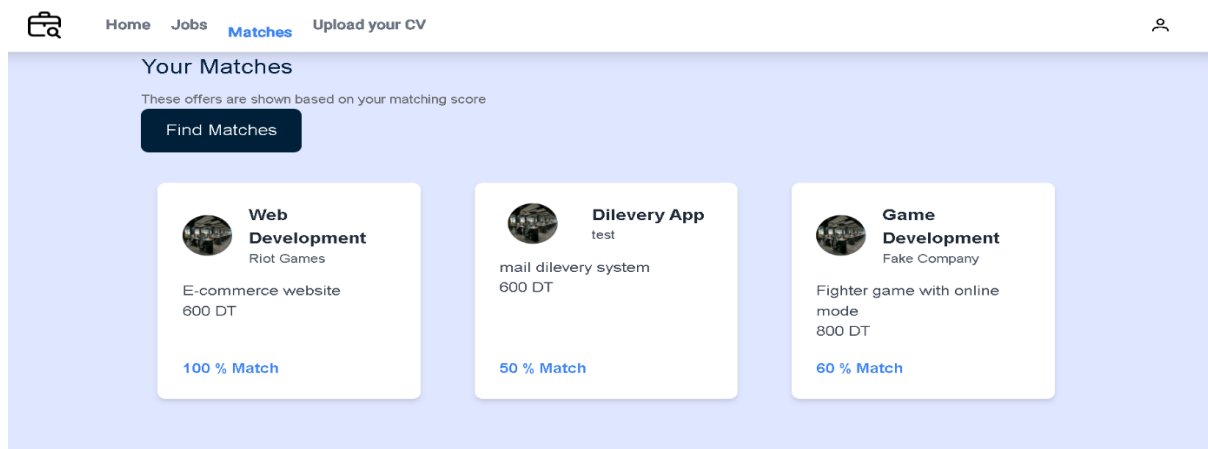 Home Jobs Matches Upload your CV
Your Matches
These offers are shown based on your matching score
Find Matches
Web
Development
Riot Games
E-commerce website
600 DT
100 % Match
Dilevery App
test
mail dilevery system
600 DT
50 % Match
Game
Development
Fake Company
Fighter game with online
mode
800 DT
60 % Match